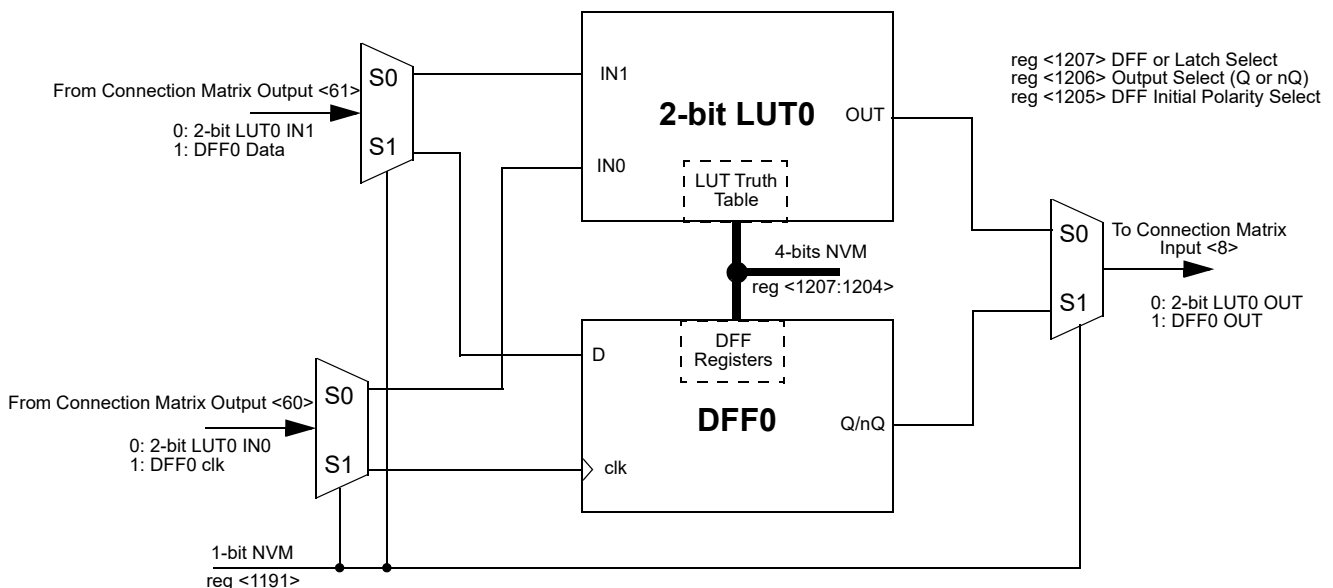 From Connection Matrix Output <61>
0: 2-bit LUT0 IN1
1: DFF0 Data
S0
S1
IN1
IN0
2-bit LUT0
OUT
LUT Truth
Table
reg <1207> DFF or Latch Select
reg <1206> Output Select (Q or nQ)
reg <1205> DFF Initial Polarity Select
4-bits NVM
reg <1207:1204>
S0
S1
To Connection Matrix
Input <8>
0: 2-bit LUT0 OUT
1: DFF0 OUT
From Connection Matrix Output <60>
0: 2-bit LUT0 IN0
1: DFF0 clk
S0
S1
D
clk
DFF
Registers
DFF0
Q/nQ
1-bit NVM
reg <1191>